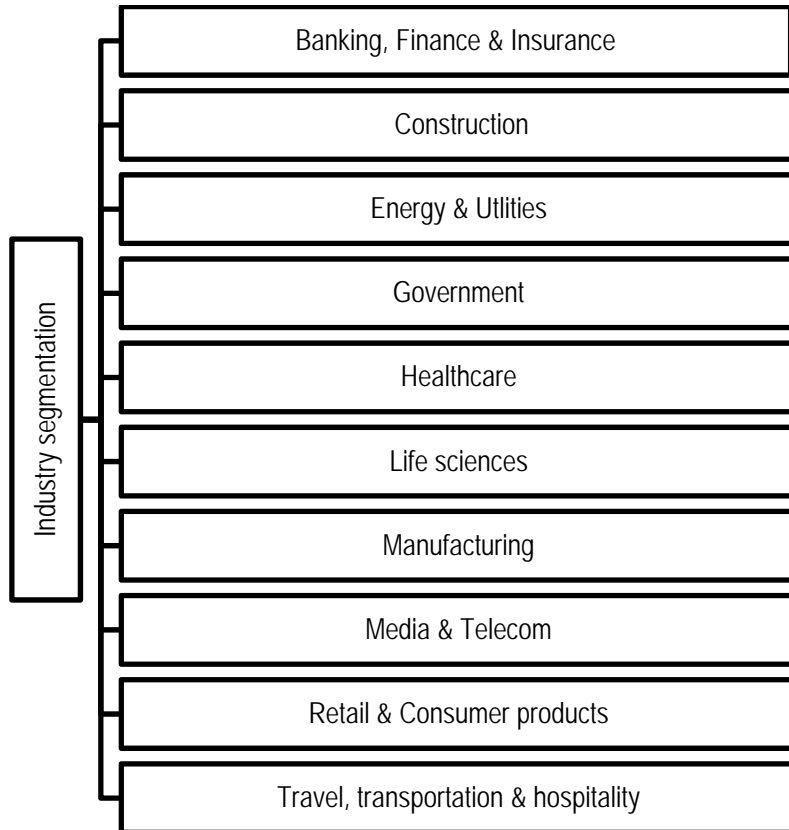 Industry segmentation
Banking, Finance & Insurance
Construction
Energy & Utlities
Government
Healthcare
Life sciences
Manufacturing
Media & Telecom
Retail & Consumer products
Travel, transportation & hospitality